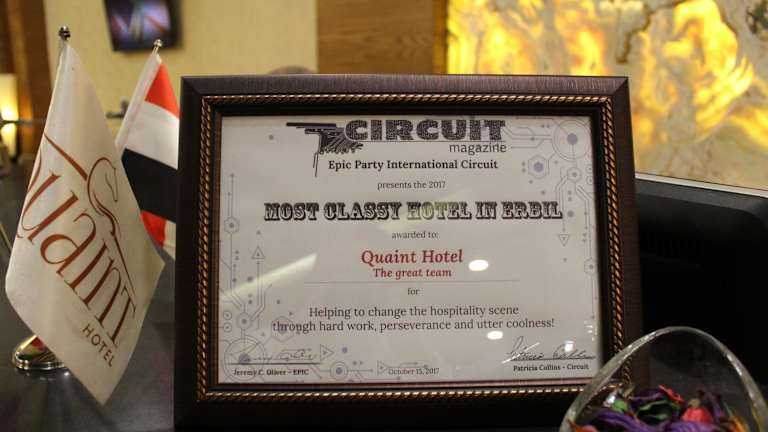 Quaint
HOTEL
CIRCUIT
magazine
Epic Party International Circuit
presents the 2017
MOST CLASSY HOTEL IN ERBIL
awarded to:
Quaint Hotel
The great team
for
Helping to change the hospitality scene
through hard work, perseverance and utter coolness!
Jeremy C. Oliver - EPIC
October 15, 2017
Patricia Collins - Circuit